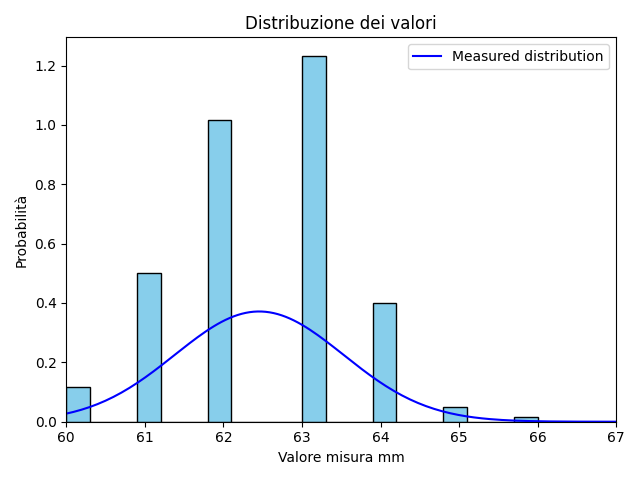 Distribuzione dei valori
Measured distribution
Probabilità
1.2
1.0
0.8
0.6
0.4
0.2
0.0
60 61 62 63 64 65 66 67
Valore misura mm